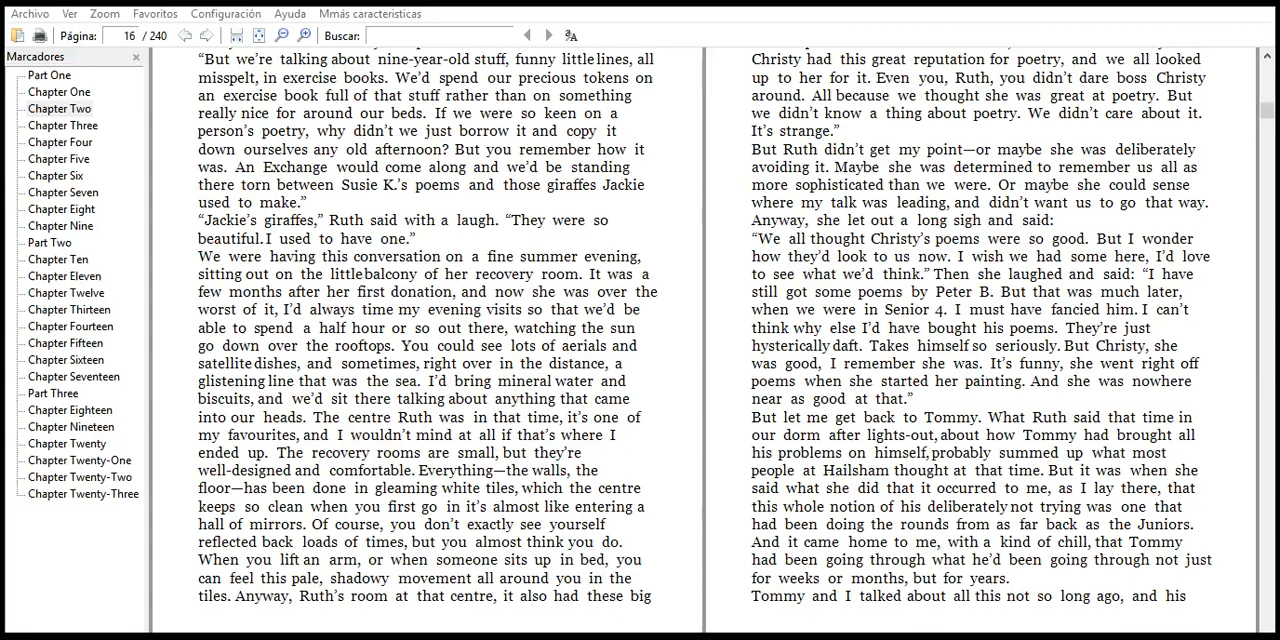 Archivo Ver Zoom Favoritos Configuración Ayuda Mmás caracteristicas
Página: 16 / 240 Buscar:
Marcadores
Part One
Chapter One
Chapter Two
Chapter Three
Chapter Four
Chapter Five
Chapter Six
Chapter Seven
Chapter Eight
Chapter Nine
Part Two
Chapter Ten
Chapter Eleven
Chapter Twelve
Chapter Thirteen
Chapter Fourteen
Chapter Fifteen
Chapter Sixteen
Chapter Seventeen
Part Three
Chapter Eighteen
Chapter Nineteen
Chapter Twenty
Chapter Twenty-One
Chapter Twenty-Two
Chapter Twenty-Three
“But we’re talking about nine-year-old stuff, funny little lines, all
misspelt, in exercise books. We’d spend our precious tokens on
an exercise book full of that stuff rather than on something
really nice for around our beds. If we were so keen on a
person’s poetry, why didn’t we just borrow it and copy it
down ourselves any old afternoon? But you remember how it
was. An Exchange would come along and we’d be standing
there torn between Susie K.’s poems and those giraffes Jackie
used to make.”
“Jackie’s giraffes,” Ruth said with a laugh. “They were so
beautiful. I used to have one.”
We were having this conversation on a fine summer evening,
sitting out on the little balcony of her recovery room. It was a
few months after her first donation, and now she was over the
worst of it, I’d always time my evening visits so that we’d be
able to spend a half hour or so out there, watching the sun
go down over the rooftops. You could see lots of aerials and
satellite dishes, and sometimes, right over in the distance, a
glistening line that was the sea. I’d bring mineral water and
biscuits, and we’d sit there talking about anything that came
into our heads. The centre Ruth was in that time, it’s one of
my favourites, and I wouldn’t mind at all if that’s where I
ended up. The recovery rooms are small, but they’re
well-designed and comfortable. Everything—the walls, the
floor—has been done in gleaming white tiles, which the centre
keeps so clean when you first go in it’s almost like entering a
hall of mirrors. Of course, you don’t exactly see yourself
reflected back loads of times, but you almost think you do.
When you lift an arm, or when someone sits up in bed, you
can feel this pale, shadowy movement all around you in the
tiles. Anyway, Ruth’s room at that centre, it also had these big
Christy had this great reputation for poetry, and we all looked
up to her for it. Even you, Ruth, you didn’t dare boss Christy
around. All because we thought she was great at poetry. But
we didn’t know a thing about poetry. We didn’t care about it.
It’s strange.”
But Ruth didn’t get my point—or maybe she was deliberately
avoiding it. Maybe she was determined to remember us all as
more sophisticated than we were. Or maybe she could sense
where my talk was leading, and didn’t want us to go that way.
Anyway, she let out a long sigh and said:
“We all thought Christy’s poems were so good. But I wonder
how they’d look to us now. I wish we had some here, I’d love
to see what we’d think.” Then she laughed and said: “I have
still got some poems by Peter B. But that was much later,
when we were in Senior 4. I must have fancied him. I can’t
think why else I’d have bought his poems. They’re just
hysterically daft. Takes himself so seriously. But Christy, she
was good, I remember she was. It’s funny, she went right off
poems when she started her painting. And she was nowhere
near as good at that.”
But let me get back to Tommy. What Ruth said that time in
our dorm after lights-out, about how Tommy had brought all
his problems on himself, probably summed up what most
people at Hailsham thought at that time. But it was when she
said what she did that it occurred to me, as I lay there, that
this whole notion of his deliberately not trying was one that
had been doing the rounds from as far back as the Juniors.
And it came home to me, with a kind of chill, that Tommy
had been going through what he’d been going through not just
for weeks or months, but for years.
Tommy and I talked about all this not so long ago, and his